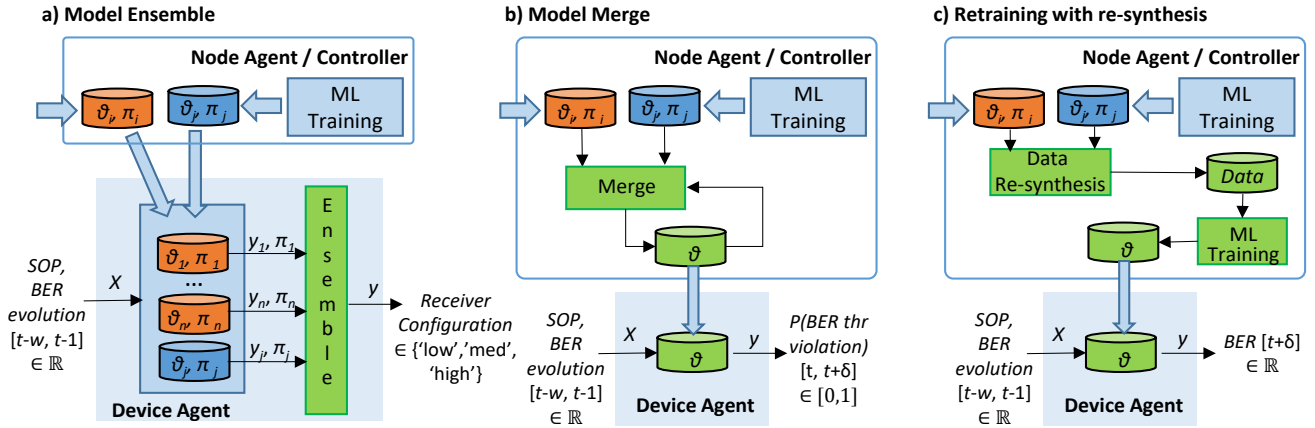 a) Model Ensemble
Node Agent / Controller
ϑi, πi
ϑj, πj
ML
Training
SOP,
BER
evolution
[t-w, t-1]
∈ ℝ
X
ϑ1, π1
...
ϑn, πn
ϑj, πj
y1, π1
yn, πn
yj, πj
E
n
s
e
m
b
l
e
y
Receiver
Configuration
∈ {‘low’,’med’,
‘high’}
Device Agent
b) Model Merge
Node Agent / Controller
ϑi, πi
ϑj, πj
ML
Training
Merge
ϑ
SOP,
BER
evolution
[t-w, t-1]
∈ ℝ
X
ϑ
y
P(BER thr
violation)
[t, t+δ]
∈ [0,1]
Device Agent
c) Retraining with re-synthesis
Node Agent / Controller
ϑi, πi
ϑj, πj
ML
Training
Data
Re-synthesis
Data
ML
Training
ϑ
SOP,
BER
evolution
[t-w, t-1]
∈ ℝ
X
ϑ
y
BER [t+δ]
∈ ℝ
Device Agent